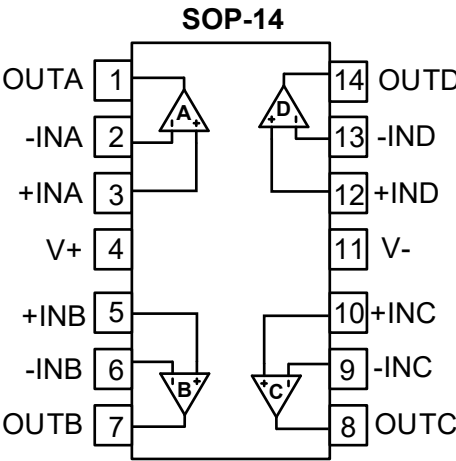 SOP-14
OUTA 1 14 OUTD
-INA 2 A D 13 -IND
+INA 3 12 +IND
V+ 4 11 V-
+INB 5 10 +INC
-INB 6 B C 9 -INC
OUTB 7 8 OUTC